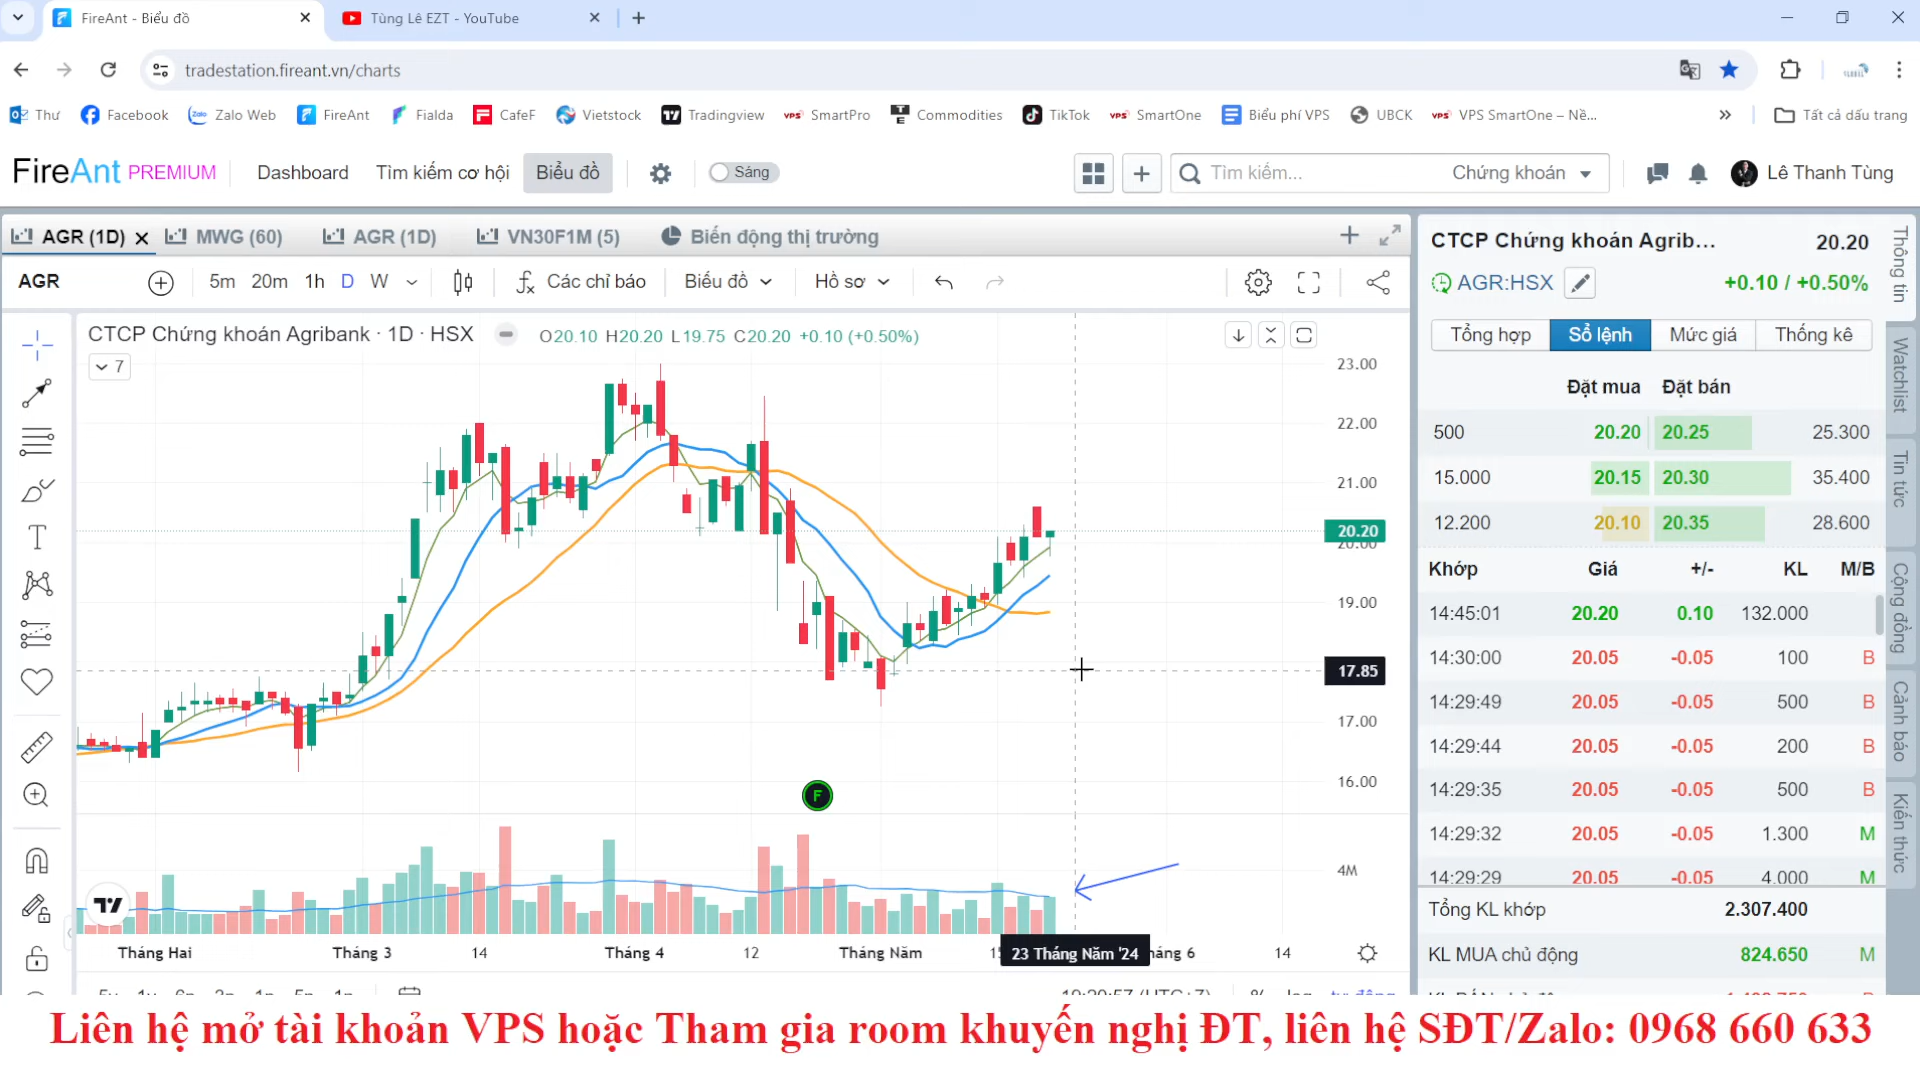 FireAnt - Biểu đồ
Tùng Lê EZT - YouTube
tradestation.fireant.vn/charts
Thư Facebook Zalo Web FireAnt Fialda CafeF Vietstock Tradingview SmartPro Commodities TikTok SmartOne Biểu phí VPS UBCK VPS SmartOne – Nề... Tất cả dấu trang
FireAnt PREMIUM Dashboard Tìm kiếm cơ hội Biểu đồ Sáng Tìm kiếm... Chứng khoán Lê Thanh Tùng
AGR (1D) MWG (60) AGR (1D) VN30F1M (5) Biến động thị trường
AGR 5m 20m 1h D W Các chỉ báo Biếu đồ Hồ sơ
CTCP Chứng khoán Agribank · 1D · HSX O20.10 H20.20 L19.75 C20.20 +0.10 (+0.50%)
7
23.00
22.00
21.00
20.20
20.00
19.00
17.85
17.00
16.00
F
4M
Tháng Hai Tháng 3 14 Tháng 4 12 Tháng Năm 23 Tháng Năm '24 14
CTCP Chứng khoán Agrib... 20.20
AGR:HSX +0.10 / +0.50%
Tổng hợp Sổ lệnh Mức giá Thống kê
Đặt mua Đặt bán
500 20.20 20.25 25.300
15.000 20.15 20.30 35.400
12.200 20.10 20.35 28.600
Khớp Giá +/- KL M/B
14:45:01 20.20 0.10 132.000
14:30:00 20.05 -0.05 100 B
14:29:49 20.05 -0.05 500 B
14:29:44 20.05 -0.05 200 B
14:29:35 20.05 -0.05 500 B
14:29:32 20.05 -0.05 1.300 M
14:29:29 20.05 -0.05 4.000 M
Tổng KL khớp 2.307.400
KL MUA chủ động 824.650 M
Thông tin
Watchlist
Tin tức
Cộng đồng
Cảnh báo
Kiến thức
Liên hệ mở tài khoản VPS hoặc Tham gia room khuyến nghị ĐT, liên hệ SĐT/Zalo: 0968 660 633